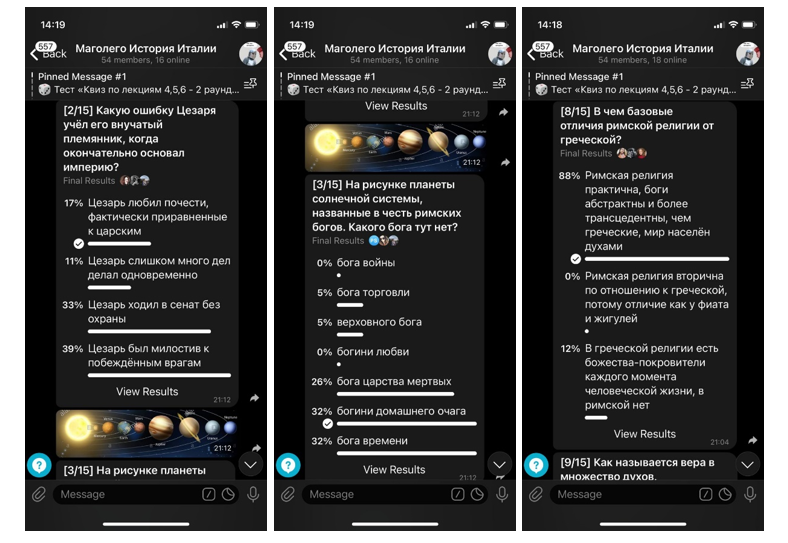 14:19
557
Back
Маголего История Италии
54 members, 16 online
Pinned Message #1
Тест «Квиз по лекциям 4,5,6 - 2 раунд...
[2/15] Какую ошибку Цезаря
учёл его внучатый
племянник, когда
окончательно основал
империю?
Final Results
17% Цезарь любил почести,
фактически приравненные
к царским
11% Цезарь слишком много дел
делал одновременно
33% Цезарь ходил в сенат без
охраны
39% Цезарь был милостив к
побеждённым врагам
View Results
21:12
21:12
[3/15] На рисунке планеты
Message
14:19
557
Back
Маголего История Италии
54 members, 16 online
Pinned Message #1
Тест «Квиз по лекциям 4,5,6 - 2 раунд...
View Results
21:12
21:12
[3/15] На рисунке планеты
солнечной системы,
названные в честь римских
богов. Какого бога тут нет?
Final Results
0% бога войны
5% бога торговли
5% верховного бога
0% богини любви
26% бога царства мертвых
32% богини домашнего очага
32% бога времени
View Results
21:12
Message
14:18
557
Back
Маголего История Италии
54 members, 18 online
Pinned Message #1
Тест «Квиз по лекциям 4,5,6 - 2 раунд...
[8/15] В чем базовые
отличия римской религии от
греческой?
Final Results
88% Римская религия
практична, боги
абстрактны и более
трансцедентны, чем
греческие, мир населён
духами
0% Римская религия вторична
по отношению к греческой,
потому отличие как у фиата
и жигулей
12% В греческой религии есть
божества-покровители
каждого момента
человеческой жизни, в
римской нет
View Results
21:04
[9/15] Как называется вера в
множество духов,
Message